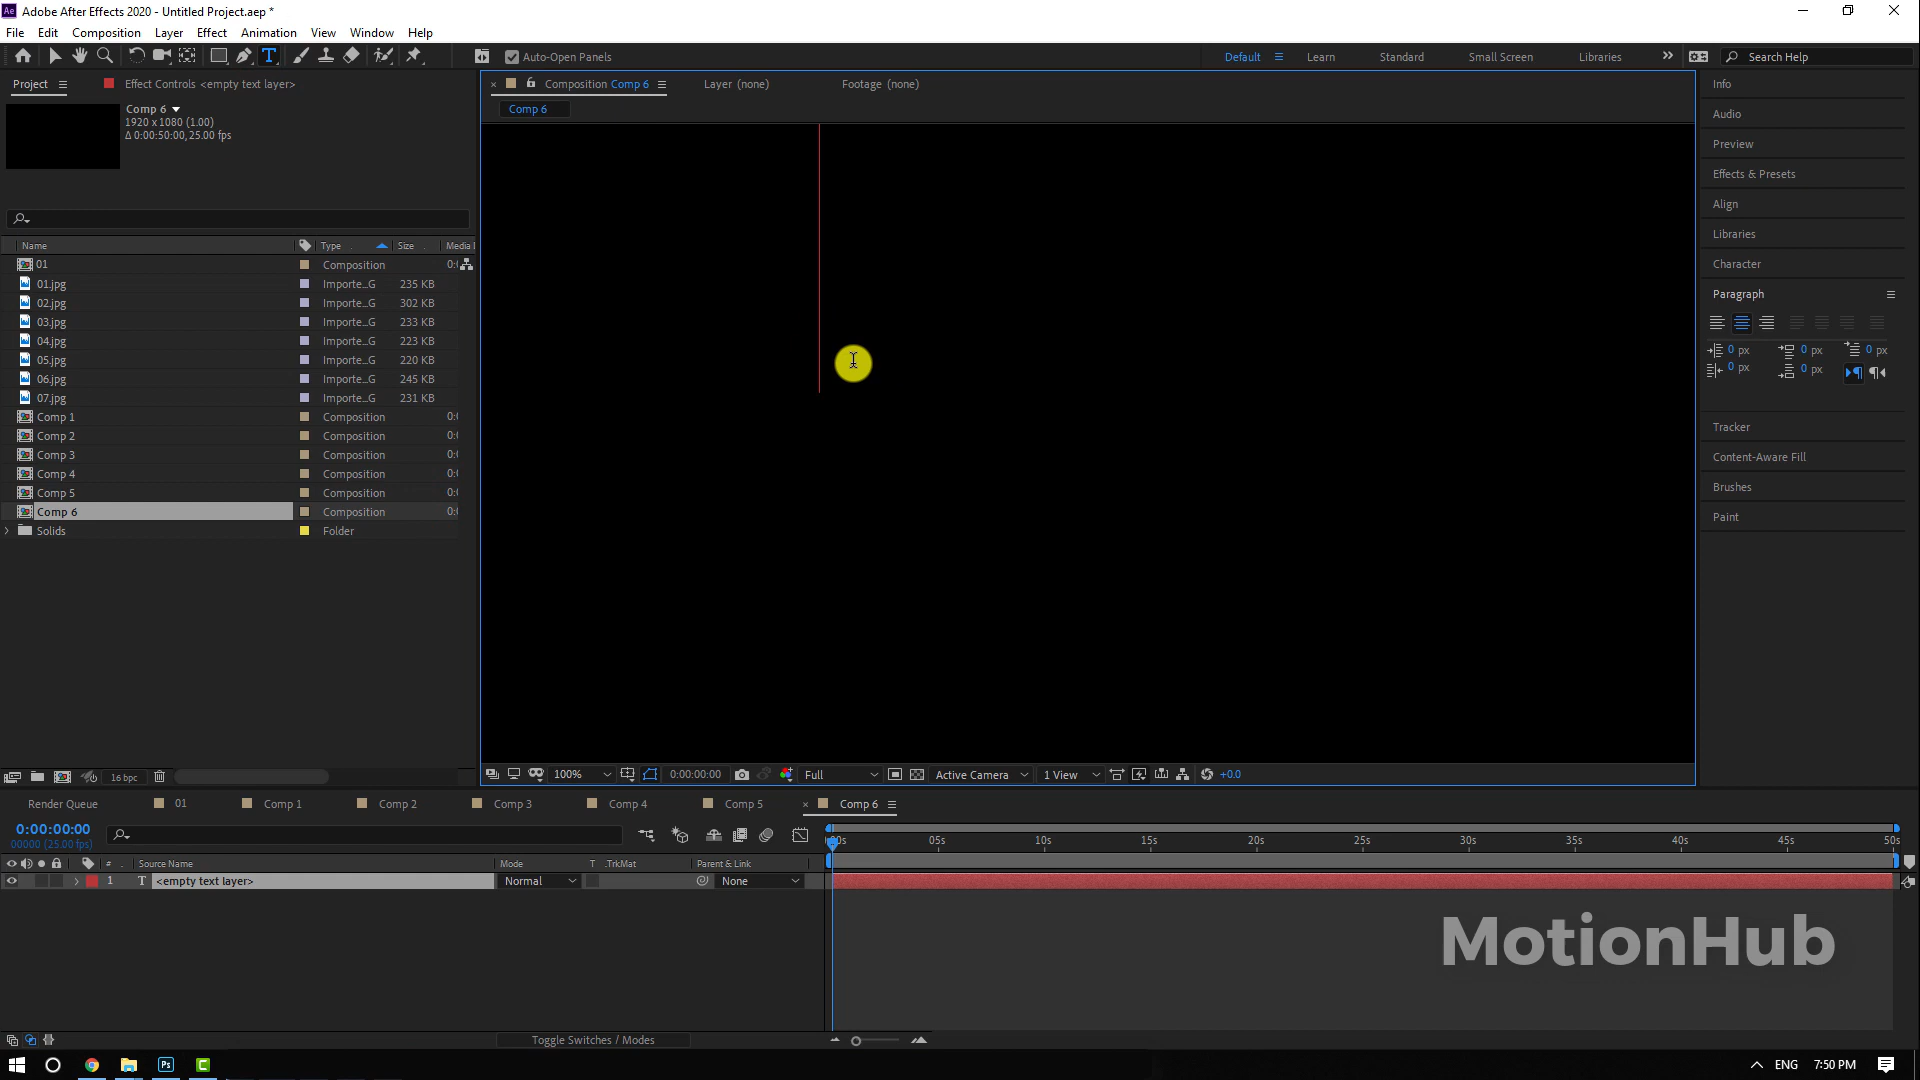 Adobe After Effects 2020 - Untitled Project.aep *
File Edit Composition Layer Effect Animation View Window Help
Auto-Open Panels
Default Learn Standard Small Screen Libraries Search Help
Project Effect Controls <empty text layer>
Comp 6
1920 x 1080 (1.00)
Δ 0:00:50:00, 25.00 fps
Composition Comp 6 Layer (none) Footage (none)
Comp 6
Name Type Size Media
01 Composition
01.jpg Importe...G 235 KB
02.jpg Importe...G 302 KB
03.jpg Importe...G 233 KB
04.jpg Importe...G 223 KB
05.jpg Importe...G 220 KB
06.jpg Importe...G 245 KB
07.jpg Importe...G 231 KB
Comp 1 Composition
Comp 2 Composition
Comp 3 Composition
Comp 4 Composition
Comp 5 Composition
Comp 6 Composition
Solids Folder
16 bpc
Info
Audio
Preview
Effects & Presets
Align
Libraries
Character
Paragraph
0 px 0 px 0 px
0 px 0 px
Tracker
Content-Aware Fill
Brushes
Paint
100% 0:00:00:00 Full Active Camera 1 View +0.0
Render Queue 01 Comp 1 Comp 2 Comp 3 Comp 4 Comp 5 Comp 6
0:00:00:00
00000 (25.00 fps)
05s 10s 15s 20s 25s 30s 35s 40s 45s 50s
# Source Name Mode T .TrkMat Parent & Link
1 T <empty text layer> Normal None
MotionHub
Toggle Switches / Modes
ENG 7:50 PM